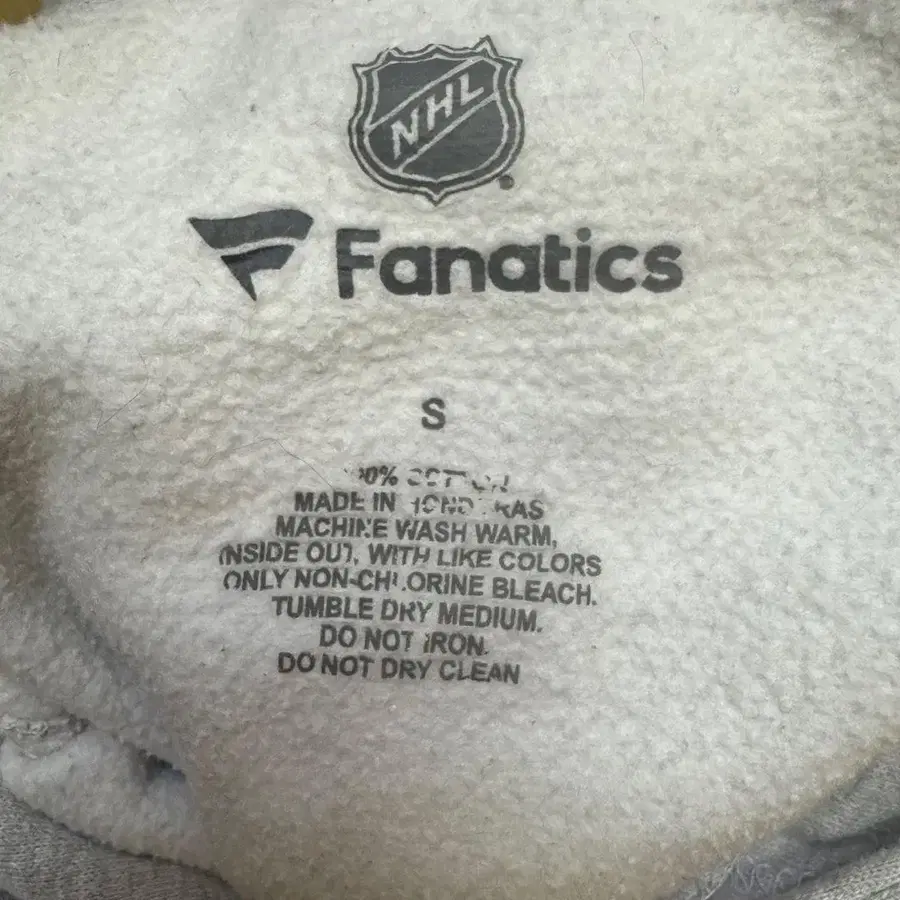 NHL
Fanatics
S
MADE IN
MACHINE WASH WARM,
INSIDE OUT, WITH LIKE COLORS
ONLY NON-CHLORINE BLEACH.
TUMBLE DRY MEDIUM.
DO NOT IRON.
DO NOT DRY CLEAN